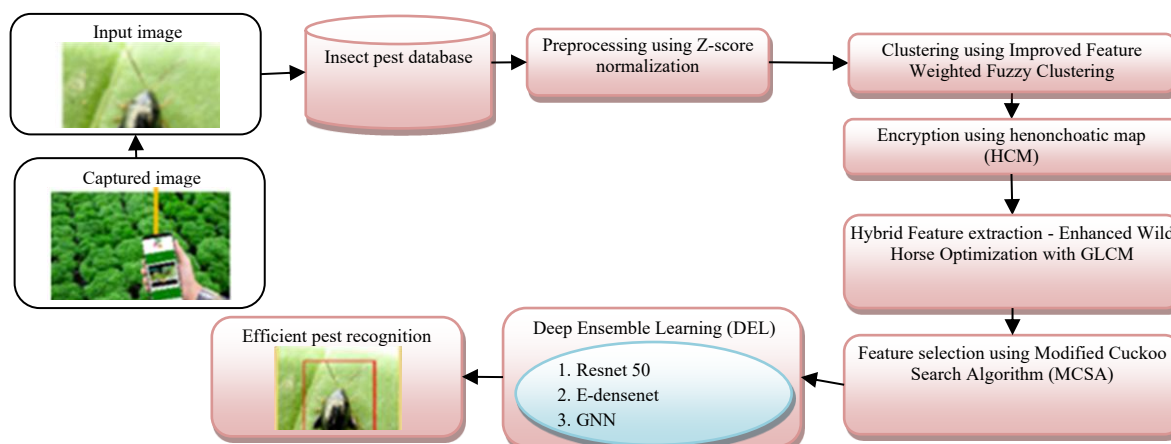 Input image
Captured image
Insect pest database
Preprocessing using Z-score
normalization
Clustering using Improved Feature
Weighted Fuzzy Clustering
Encryption using henonchoatic map
(HCM)
Hybrid Feature extraction - Enhanced Wild
Horse Optimization with GLCM
Feature selection using Modified Cuckoo
Search Algorithm (MCSA)
Deep Ensemble Learning (DEL)
1. Resnet 50
2. E-densenet
3. GNN
Efficient pest recognition